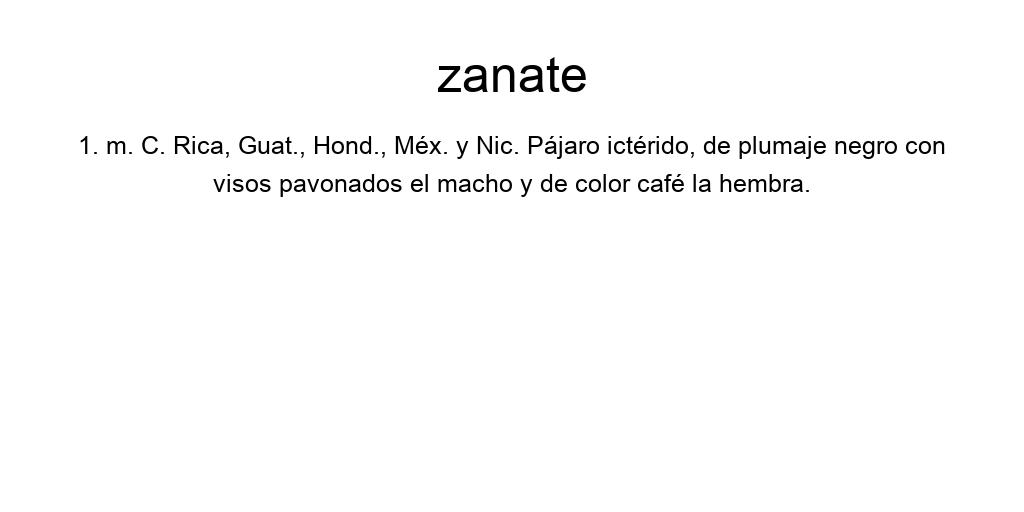 zanate
1. m. C. Rica, Guat., Hond., Méx. y Nic. Pájaro ictérido, de plumaje negro con
visos pavonados el macho y de color café la hembra.